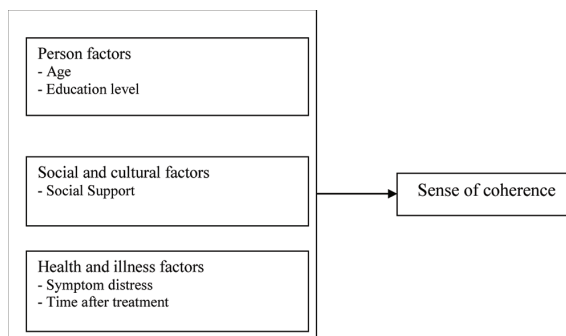 Person factors
- Age
- Education level
Social and cultural factors
- Social Support
Sense of coherence
Health and illness factors
- Symptom distress
- Time after treatment